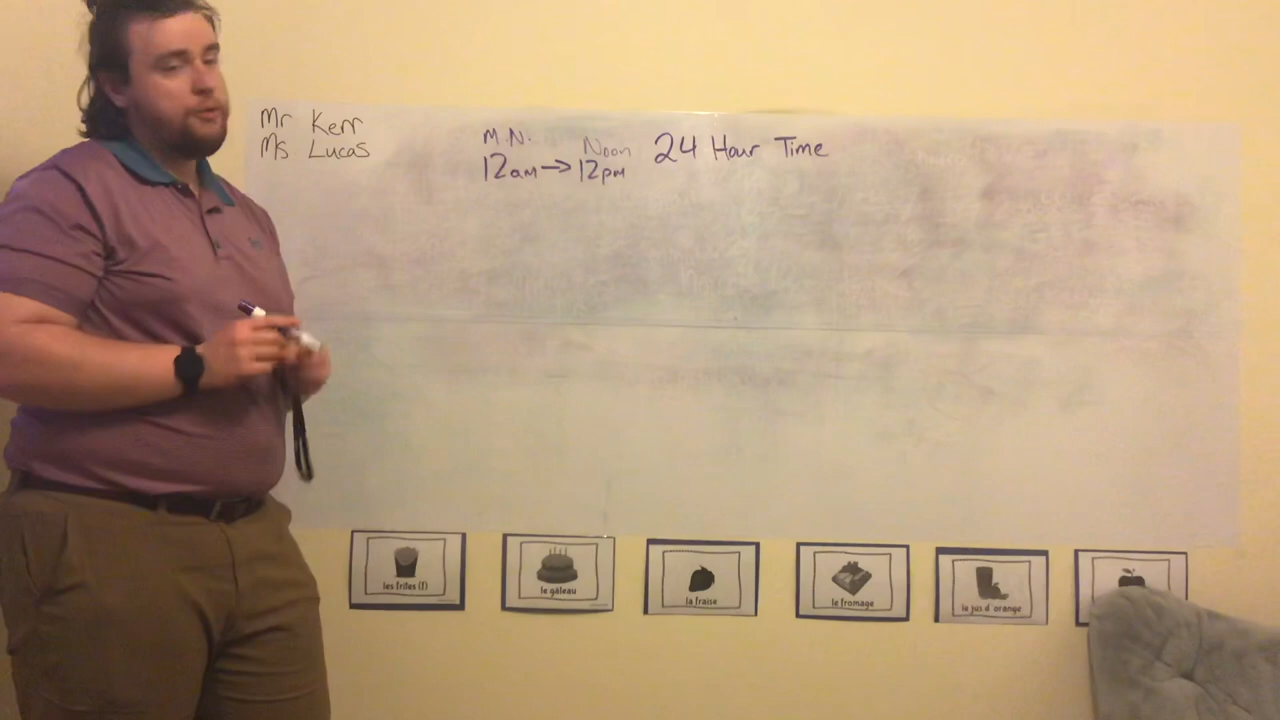 Mr Kerr
Ms Lucas
M.N. Noon
12am → 12pm
24 Hour Time
les frites (f)
le gâteau
la fraise
le fromage
le jus d'orange